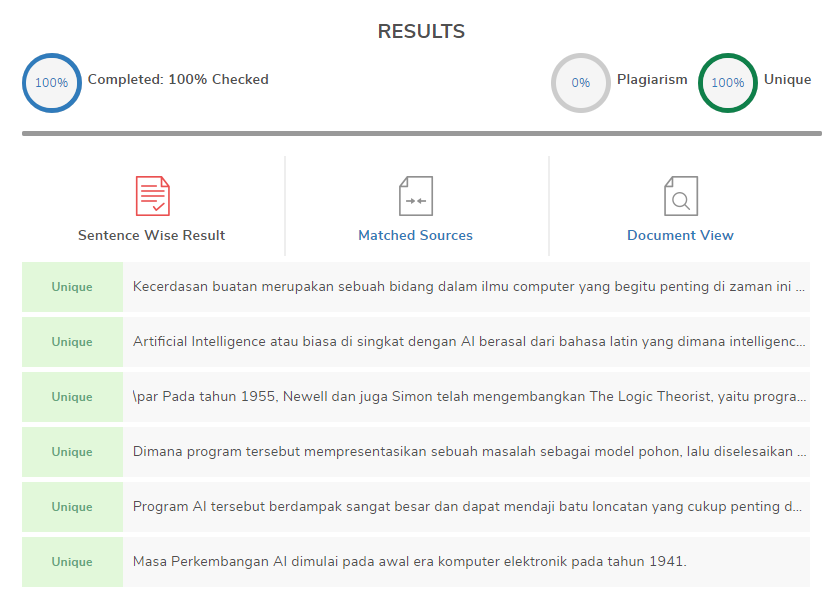 RESULTS
100% Completed: 100% Checked 0% Plagiarism 100% Unique
Sentence Wise Result Matched Sources Document View
Unique Kecerdasan buatan merupakan sebuah bidang dalam ilmu computer yang begitu penting di zaman ini ...
Unique Artificial Intelligence atau biasa di singkat dengan AI berasal dari bahasa latin yang dimana intelligenc...
Unique \par Pada tahun 1955, Newell dan juga Simon telah mengembangkan The Logic Theorist, yaitu progra...
Unique Dimana program tersebut mempresentasikan sebuah masalah sebagai model pohon, lalu diselesaikan ...
Unique Program AI tersebut berdampak sangat besar dan dapat mendaji batu loncatan yang cukup penting d...
Unique Masa Perkembangan AI dimulai pada awal era komputer elektronik pada tahun 1941.